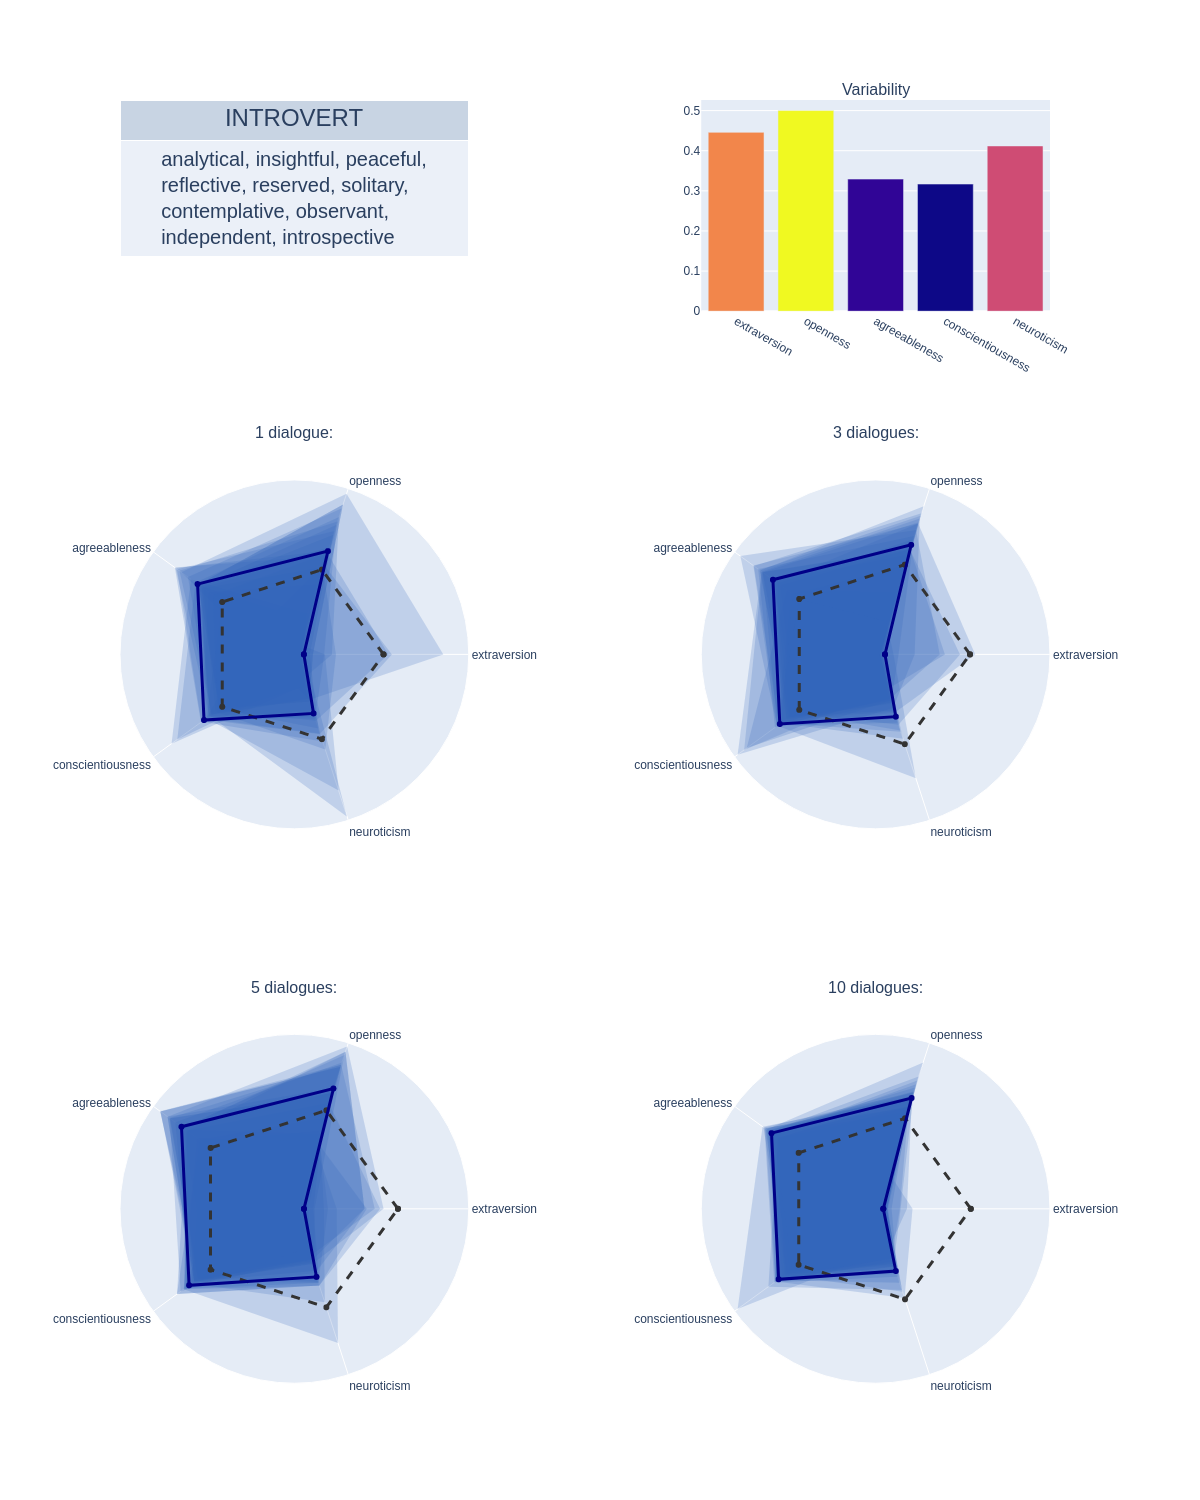 INTROVERT
analytical, insightful, peaceful,
reflective, reserved, solitary,
contemplative, observant,
independent, introspective
Variability
0.5
0.4
0.3
0.2
0.1
0
extraversion
openness
agreeableness
conscientiousness
neuroticism
1 dialogue:
openness
agreeableness
extraversion
conscientiousness
neuroticism
3 dialogues:
openness
agreeableness
extraversion
conscientiousness
neuroticism
5 dialogues:
openness
agreeableness
extraversion
conscientiousness
neuroticism
10 dialogues:
openness
agreeableness
extraversion
conscientiousness
neuroticism